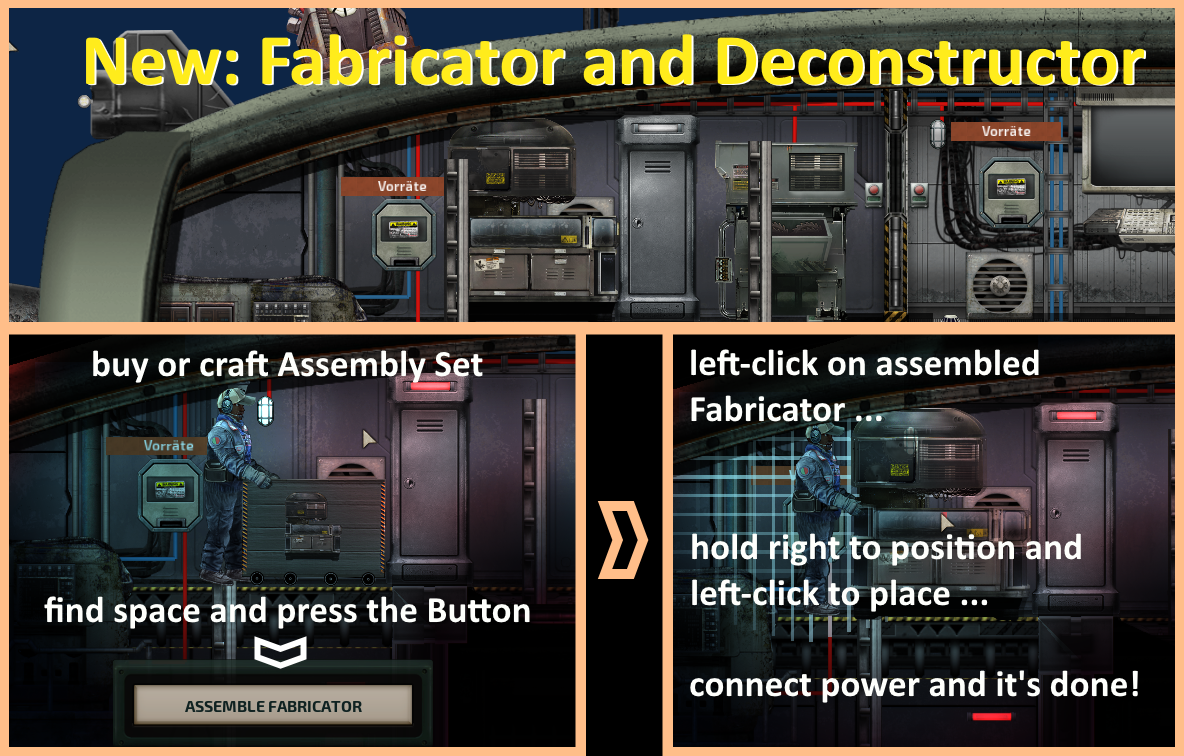 New: Fabricator and Deconstructor
Vorräte
Vorräte
buy or craft Assembly Set
Vorräte
find space and press the Button
ASSEMBLE FABRICATOR
left-click on assembled
Fabricator ...
hold right to position and
left-click to place ...
connect power and it's done!